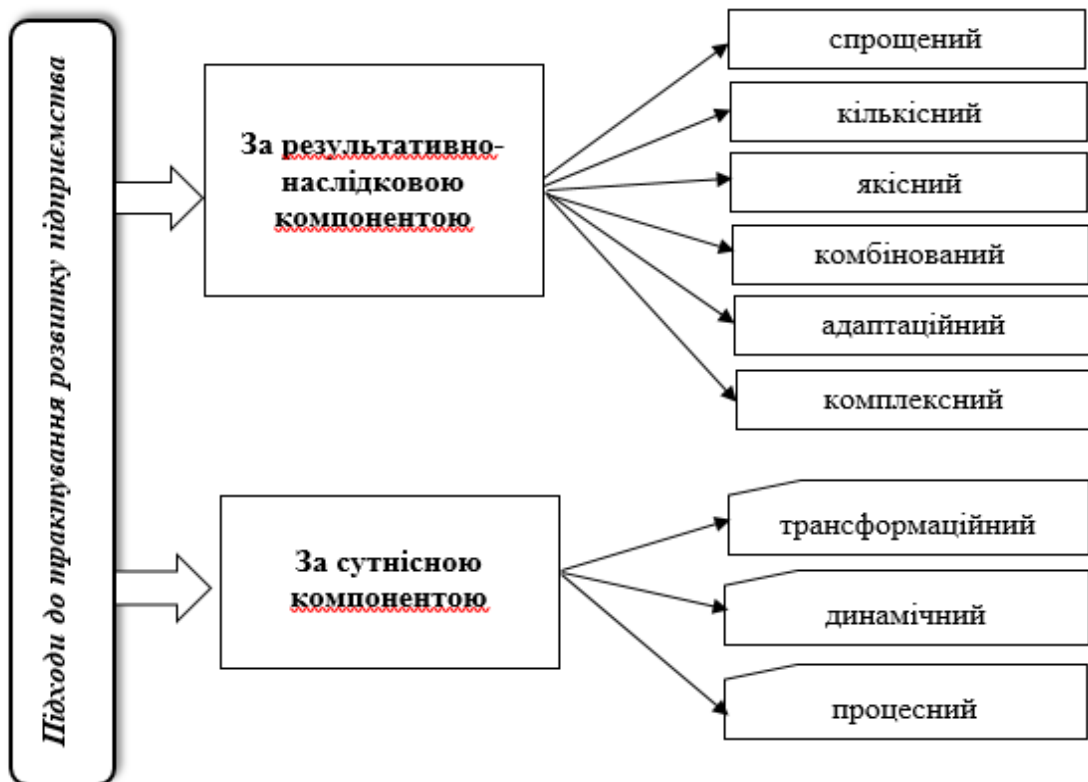 Підходи до трактування розвитку підприємства
За результативно-
наслідковою
компонентою
спрощений
кількісний
якісний
комбінований
адаптаційний
комплексний
За сутнісною
компонентою
трансформаційний
динамічний
процесний